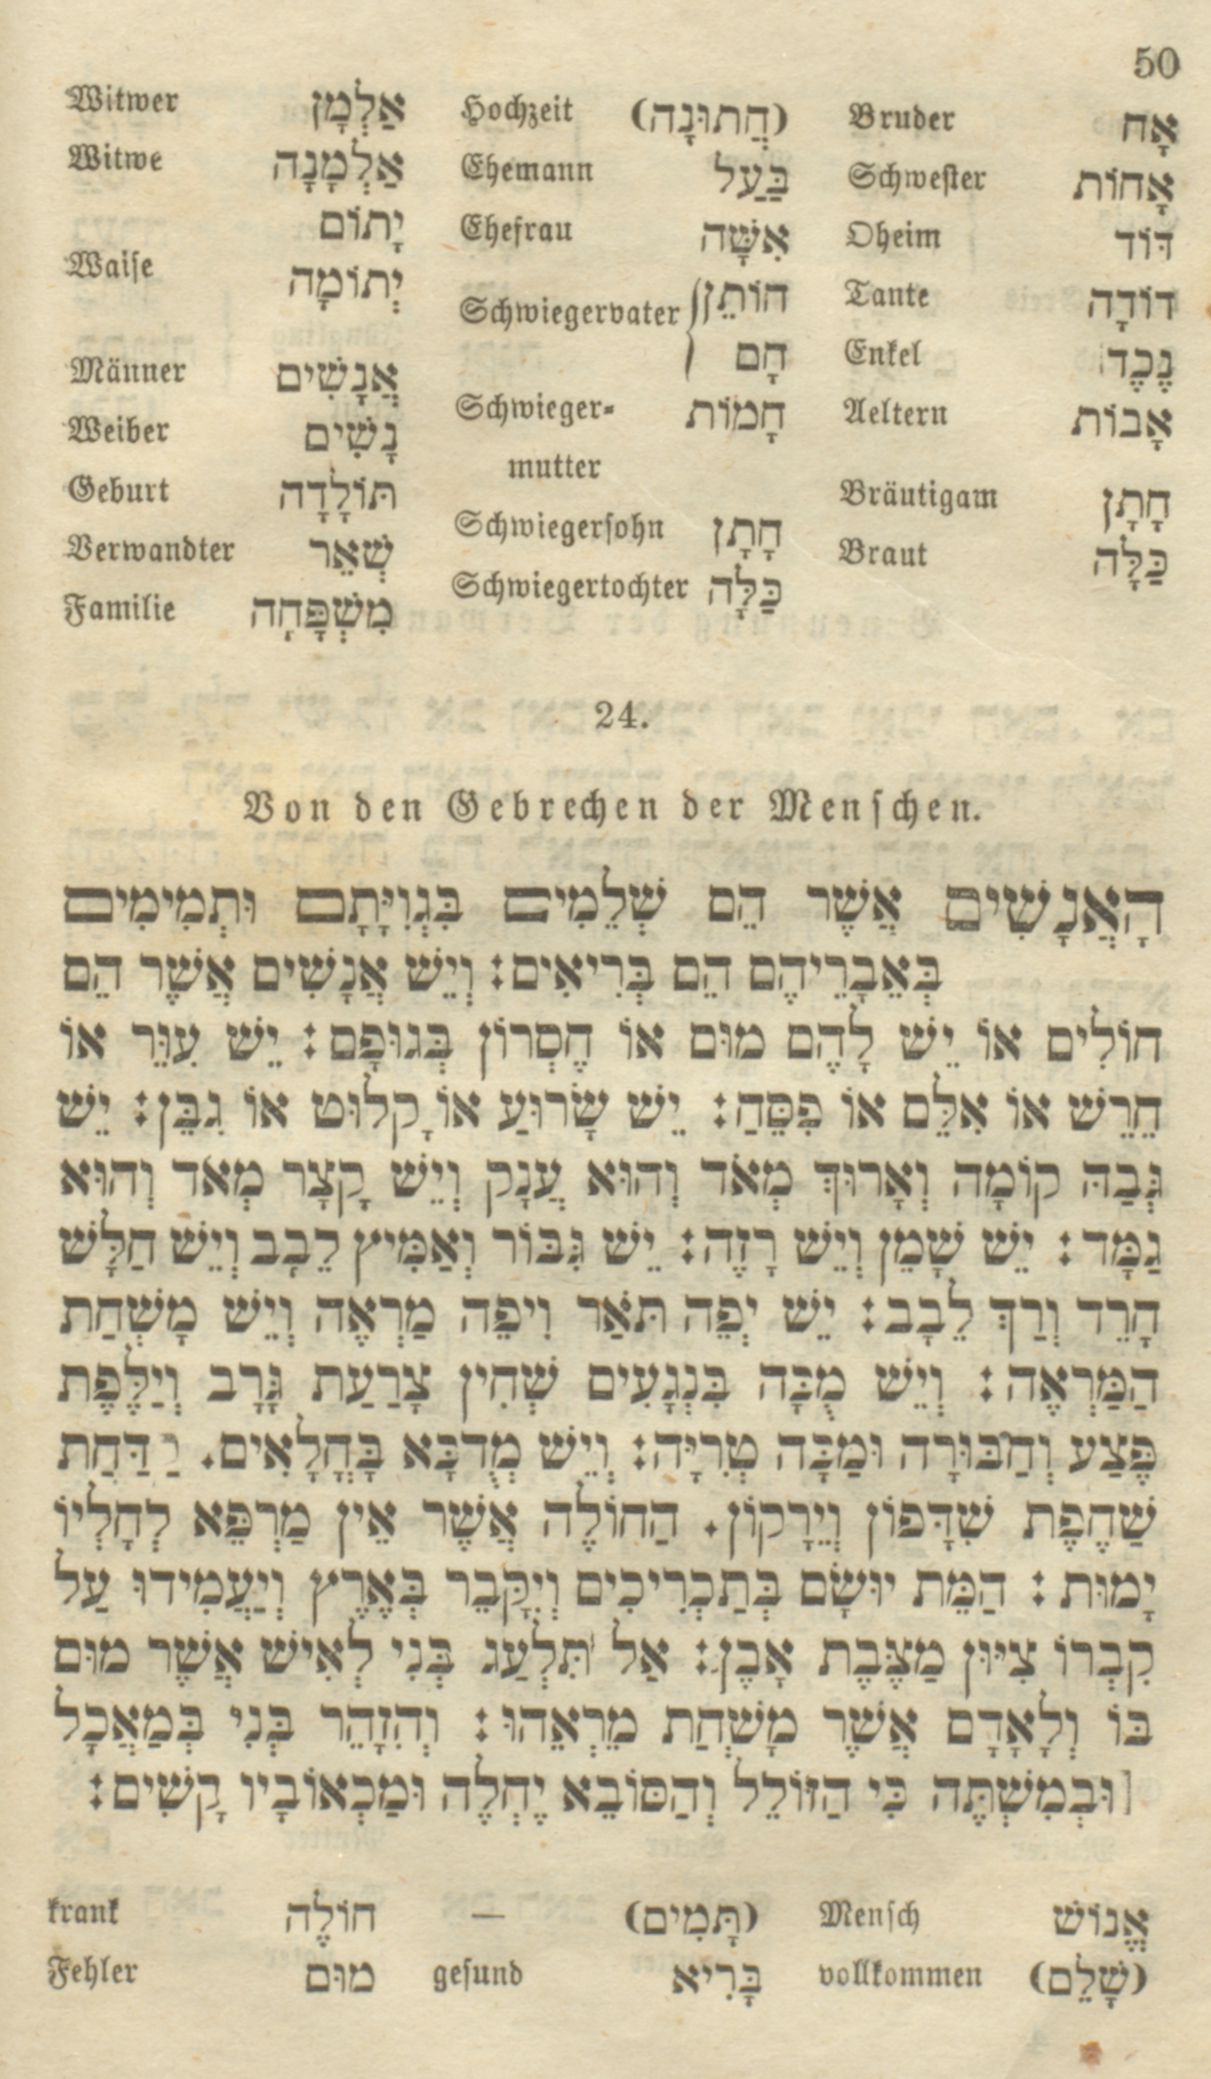 50
אָח Bruder
אָחוֹת Schwester
דּוֹד Oheim
דוֹדָה Tante
נֶכֶד Enkel
אָבוֹת Aeltern
חָתָן Bräutigam
כַּלָּה Braut
(חֲתוּנָה) Hochzeit
בַּעַל Ehemann
אִשָּׁה Ehefrau
חוֹתֵן Schwiegervater
חָם
חָמוֹת Schwieger-
mutter
חָתָן Schwiegersohn
כַּלָּה Schwiegertochter
אַלְמָן Witwer
אַלְמָנָה Witwe
יָתוֹם
Waise
יְתוֹמָה
אֲנָשִׁים Männer
נָשִׁים Weiber
תּוֹלָדָה Geburt
שְׁאֵר Verwandter
מִשְׁפָּחָה Familie
24.
Von den Gebrechen der Menschen.
הָאֲנָשִׁים אֲשֶׁר הֵם שְׁלֵמִים בִּגְוִיָּתָם וּתְמִימִים
בְּאֵבָרֵיהֶם הֵם בְּרִיאִים׃ וְיֵשׁ אֲנָשִׁים אֲשֶׁר הֵם
חוֹלִים אוֹ יֵשׁ לָהֶם מוּם אוֹ חֶסְרוֹן בְּגוּפָם׃ יֵשׁ עִוֵּר אוֹ
חֵרֵשׁ אוֹ אִלֵּם אוֹ פִּסֵּחַ׃ יֵשׁ שָׂרוּעַ אוֹ קָלוּט אוֹ גִבֵּן׃ יֵשׁ
גְּבַהּ קוֹמָה וְאָרוּךְ מְאֹד וְהוּא עֲנָק וְיֵשׁ קָצָר מְאֹד וְהוּא
גַמָּד׃ יֵשׁ שָׁמֵן וְיֵשׁ רָזֶה׃ יֵשׁ גִּבּוֹר וְאַמִּיץ לֵבָב וְיֵשׁ חַלָּשׁ
חָרֵד וְרַךְ לֵבָב׃ יֵשׁ יְפֵה תֹּאַר וִיפֵה מַרְאֶה וְיֵשׁ מָשְׁחַת
הַמַּרְאֶה׃ וְיֵשׁ מֻכֶּה בִּנְגָעִים שְׁחִין צָרַעַת גָּרָב וְיַלֶּפֶת
פֶּצַע וְחַבּוּרָה וּמַכָּה טְרִיָּה׃ וְיֵשׁ מְדֻכָּא בָּחֳלָאִים. קַדַּחַת
שַׁחֶפֶת שִׁדָּפוֹן וְיֵרָקוֹן. הַחוֹלֶה אֲשֶׁר אֵין מַרְפֵּא לְחָלְיוֹ
יָמוּת׃ הַמֵּת יוּשָׂם בְּתַכְרִיכִים וְיִקָּבֵר בְּאֶרֶץ וְיַעֲמִידוּ עַל
קִבְרוֹ צִיּוּן מַצֶּבֶת אָבֶן׃ אַל תִּלְעַג בְּנִי לְאִישׁ אֲשֶׁר מוּם
בּוֹ וְלָאָדָם אֲשֶׁר מָשְׁחַת מֵרְאֵהוּ׃ וְהִזָּהֵר בְּנִי בְּמַאֲכָל
וּבְמִשְׁתֶּה כִּי הַזּוֹלֵל וְהַסּוֹבֵא יֶחְלֶה וּמַכְאוֹבָיו קָשִׁים׃
אֱנוֹשׁ Mensch (תָּמִים) — חוֹלֶה krank
(שָׁלֵם) vollkommen בָּרִיא gesund מוּם Fehler